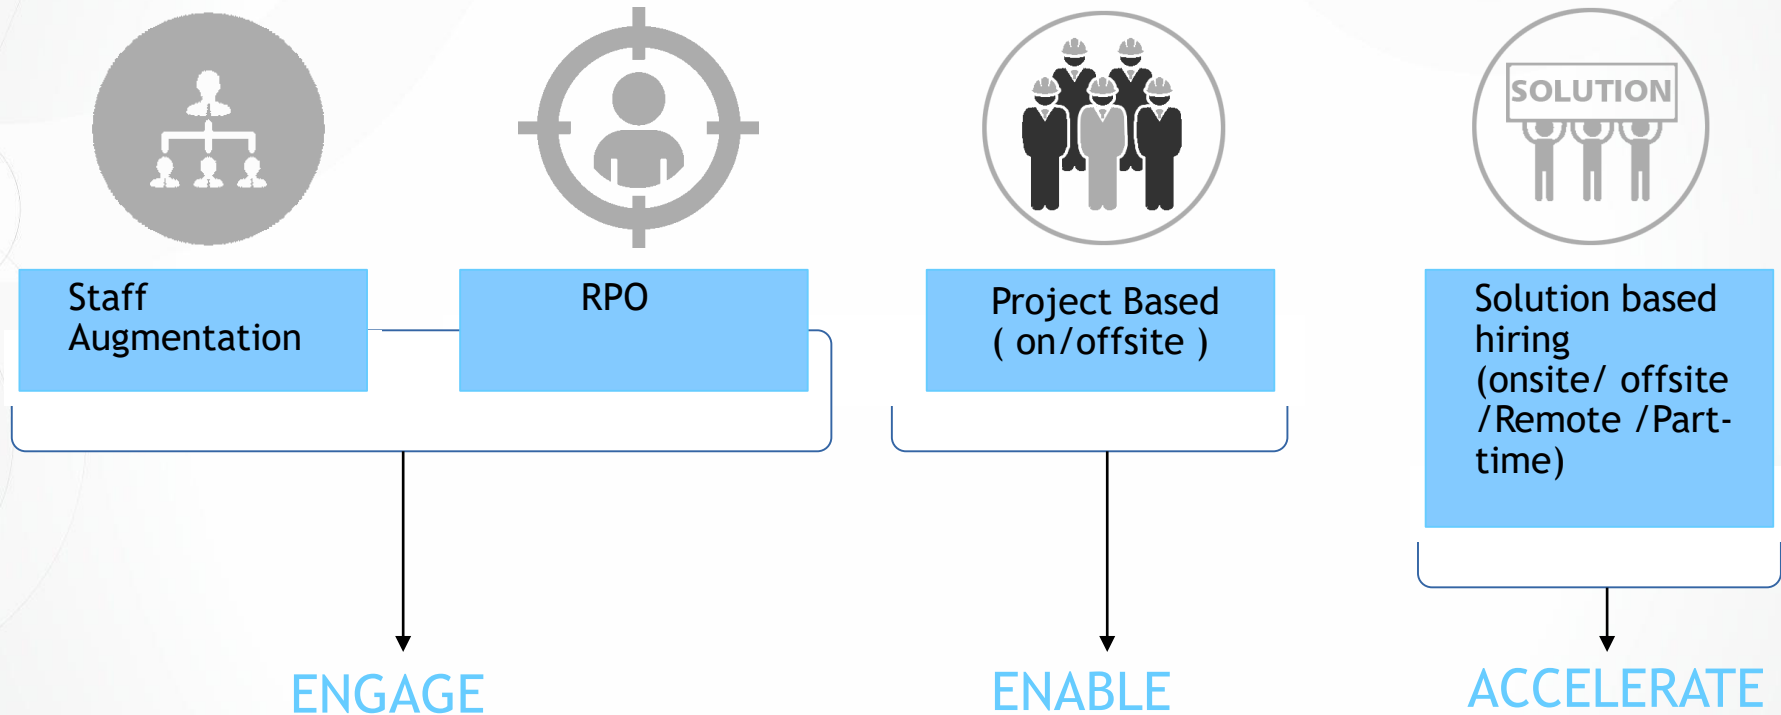 SOLUTION
Staff
Augmentation
RPO
Project Based
( on/offsite )
Solution based
hiring
(onsite/ offsite
/Remote /Part-
time)
ENGAGE
ENABLE
ACCELERATE